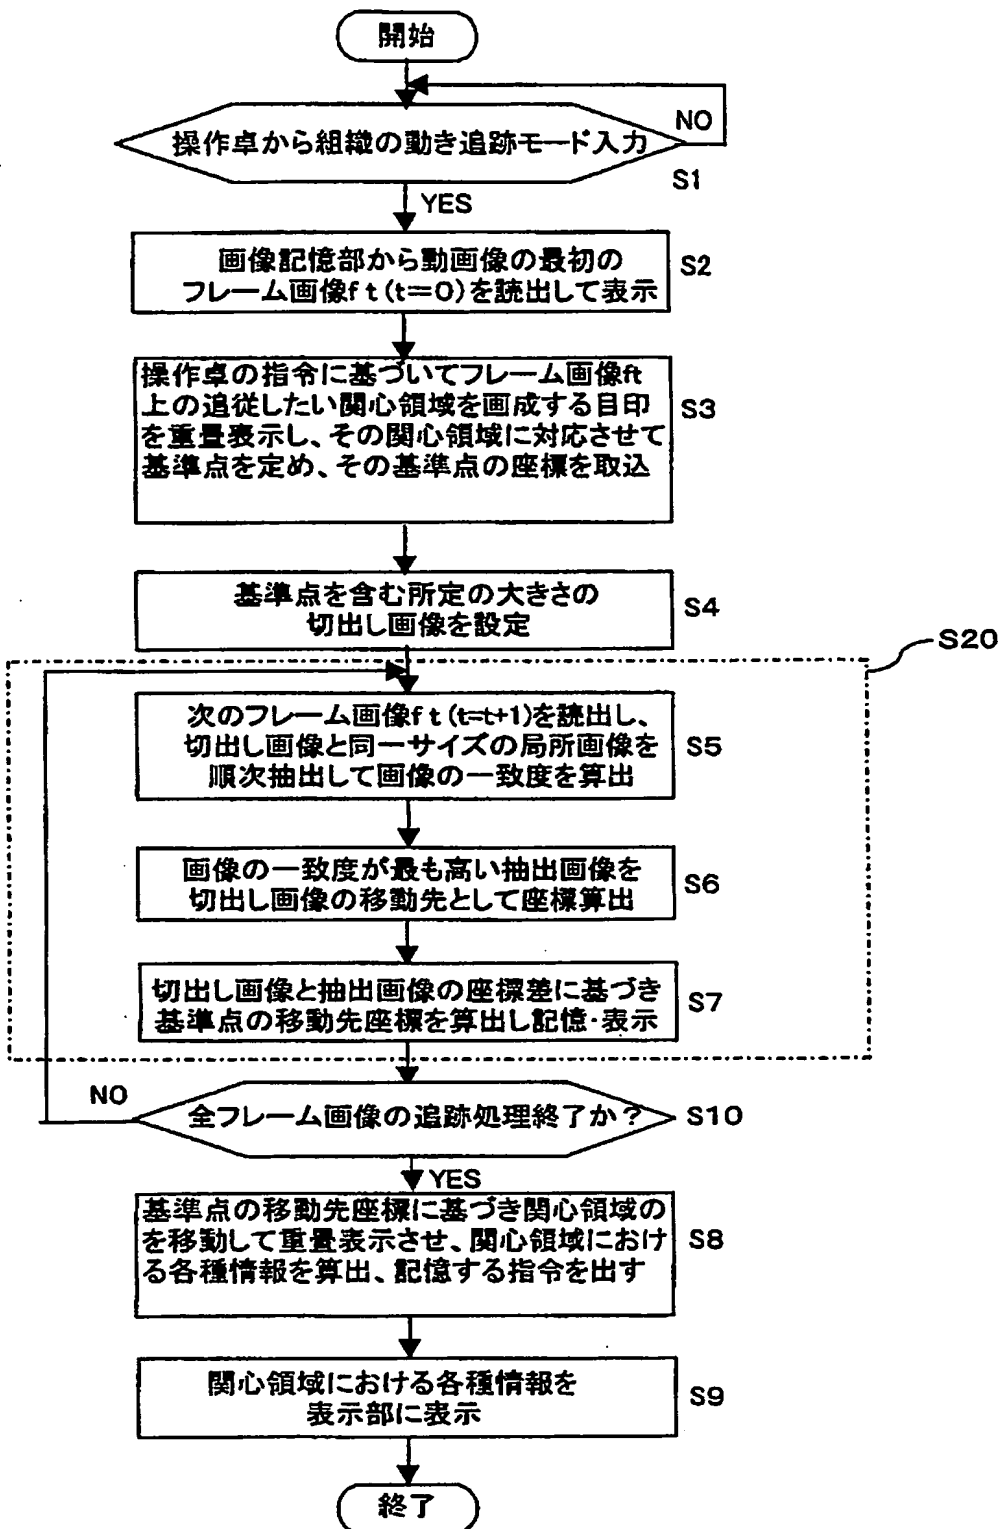 開始
NO
操作卓から組織の動き追跡モード入力
S1
YES
画像記憶部から動画像の最初の
フレーム画像f t (t=0)を読出して表示
S2
操作卓の指令に基づいてフレーム画像ft
上の追従したい関心領域を画成する目印
を重畳表示し、その関心領域に対応させて
基準点を定め、その基準点の座標を取込
S3
基準点を含む所定の大きさの
切出し画像を設定
S4
S20
次のフレーム画像f t (t=t+1)を読出し、
切出し画像と同一サイズの局所画像を
順次抽出して画像の一致度を算出
S5
画像の一致度が最も高い抽出画像を
切出し画像の移動先として座標算出
S6
切出し画像と抽出画像の座標差に基づき
基準点の移動先座標を算出し記憶・表示
S7
NO
全フレーム画像の追跡処理終了か?
S10
YES
基準点の移動先座標に基づき関心領域の
を移動して重畳表示させ、関心領域におけ
る各種情報を算出、記憶する指令を出す
S8
関心領域における各種情報を
表示部に表示
S9
終了